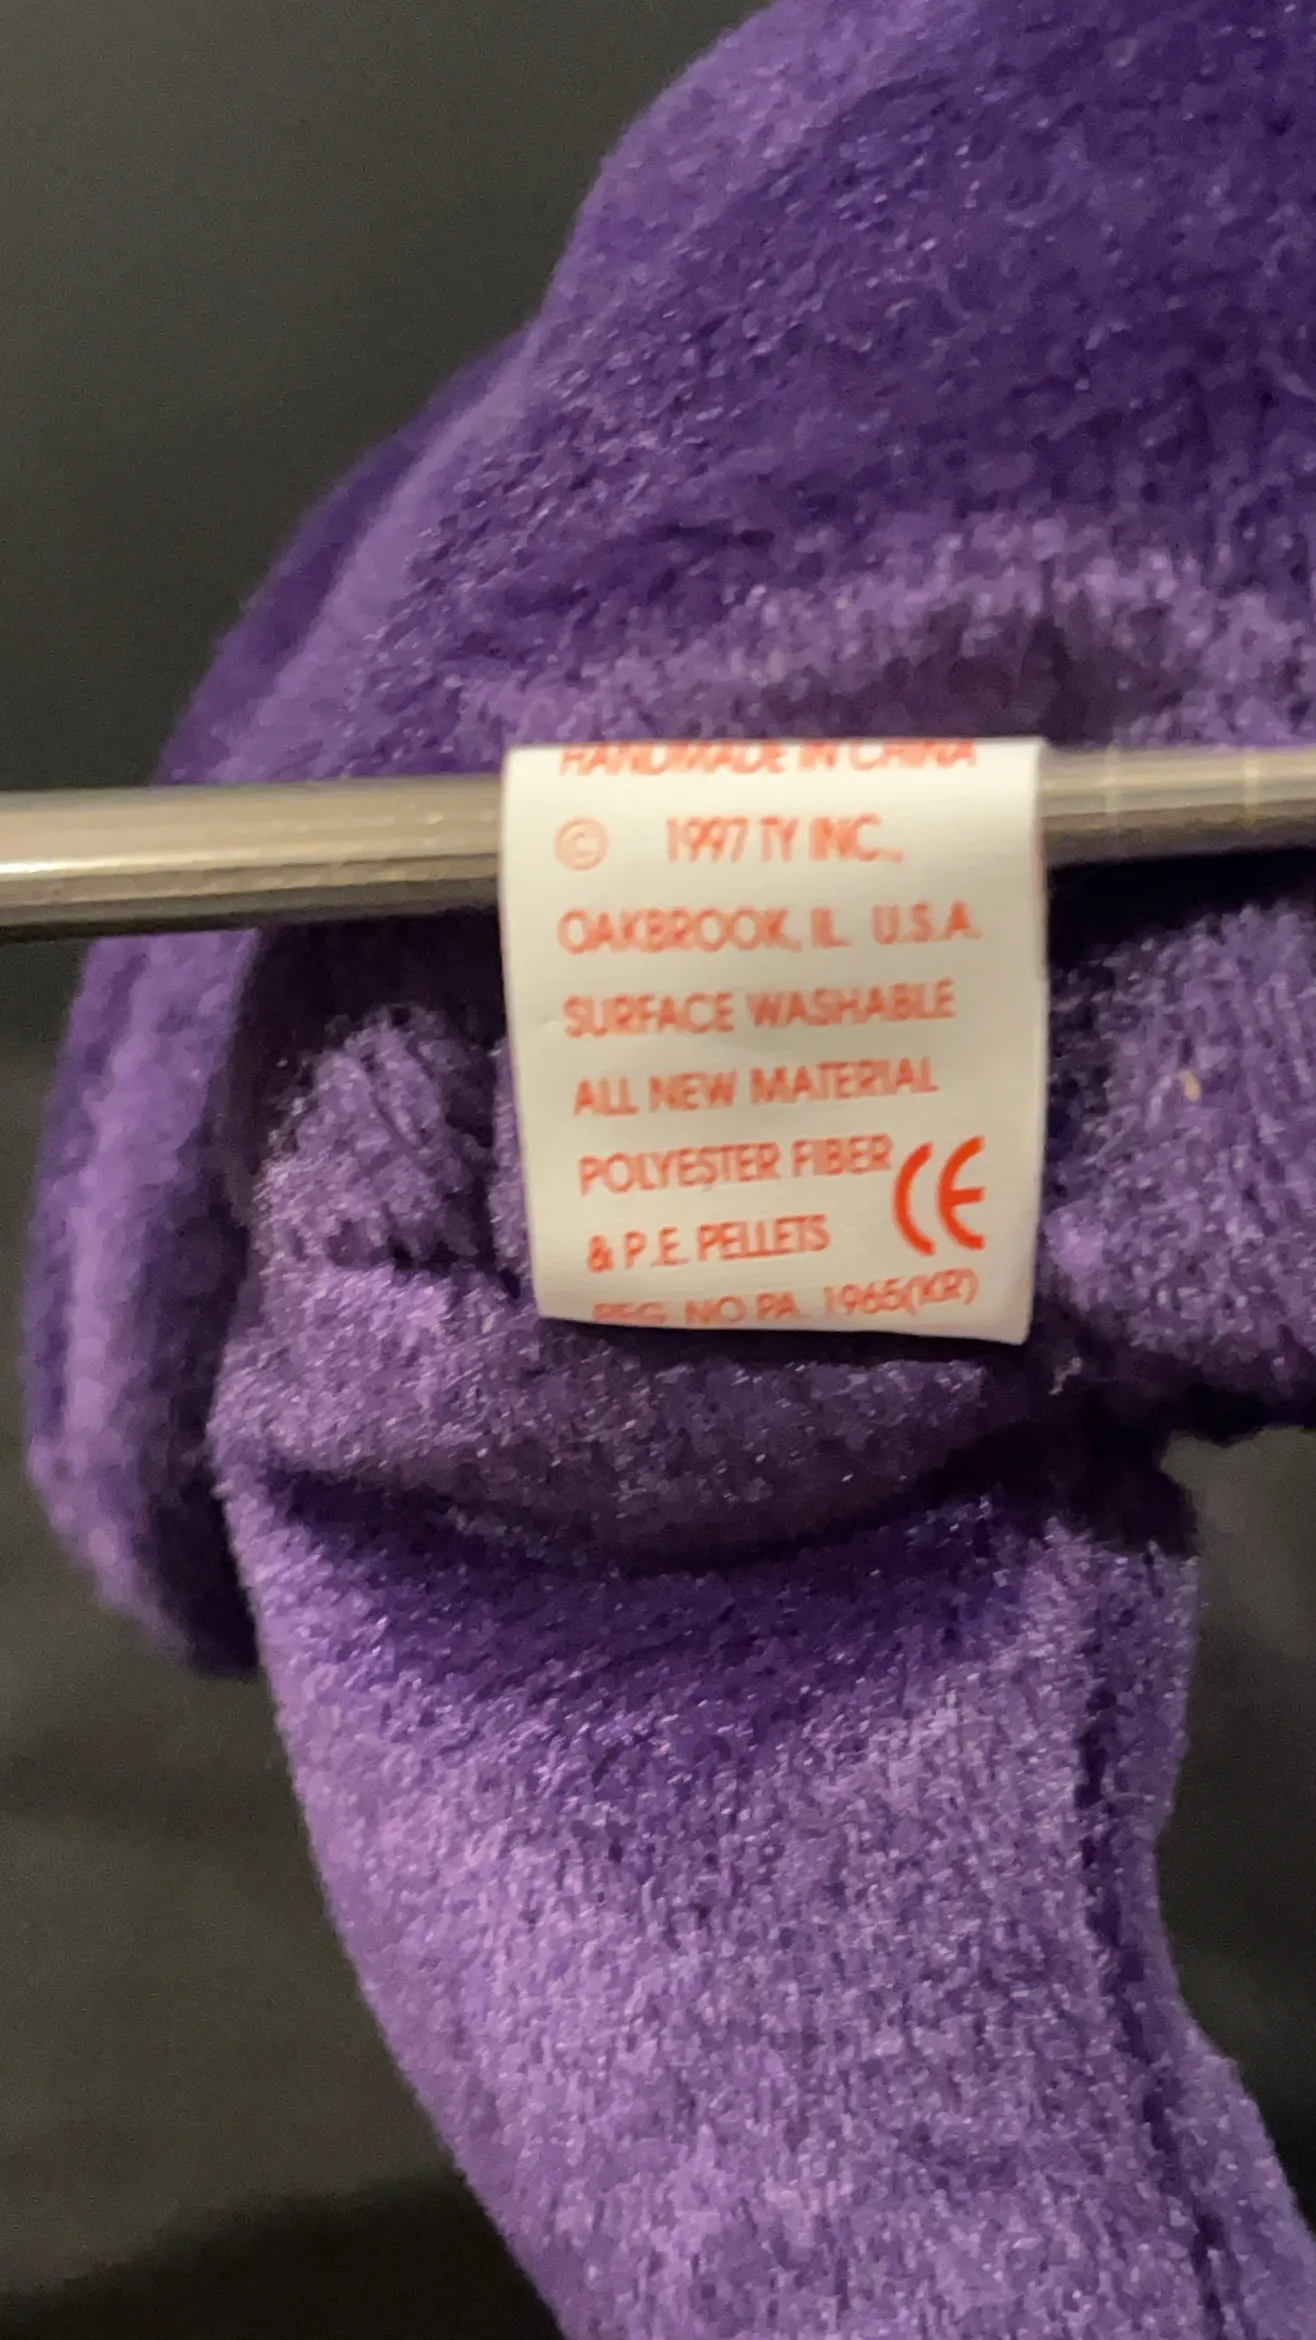 HANDMADE IN CHINA
© 1997 TY INC.,
OAKBROOK, IL. U.S.A.
SURFACE WASHABLE
ALL NEW MATERIAL
POLYESTER FIBER
& P.E. PELLETS CE
REG. NO PA. 1965(KR)